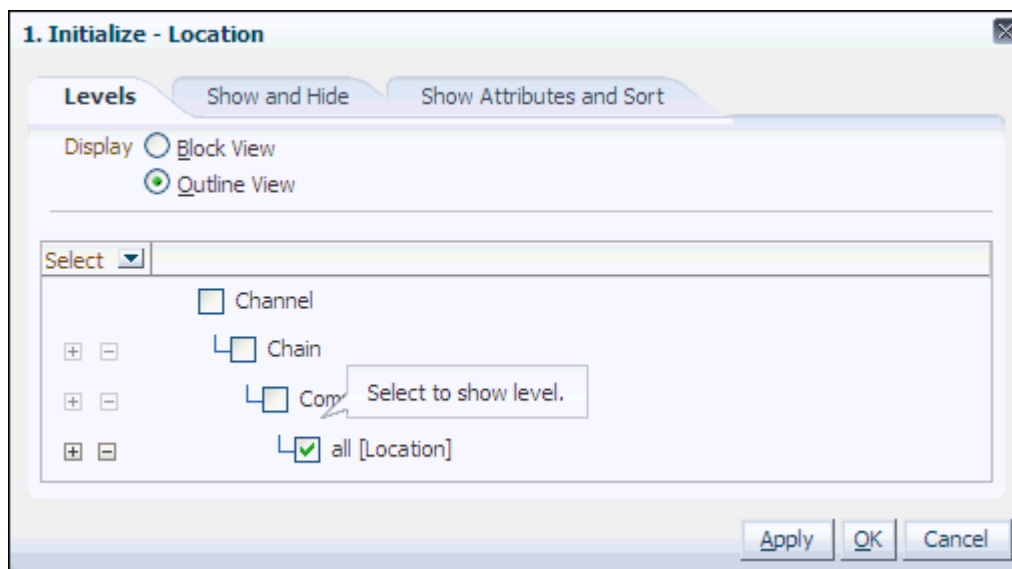 1. Initialize - Location
Levels Show and Hide Show Attributes and Sort
Display Block View
Outline View
Select
Channel
Chain
Select to show level.
all [Location]
Apply OK Cancel